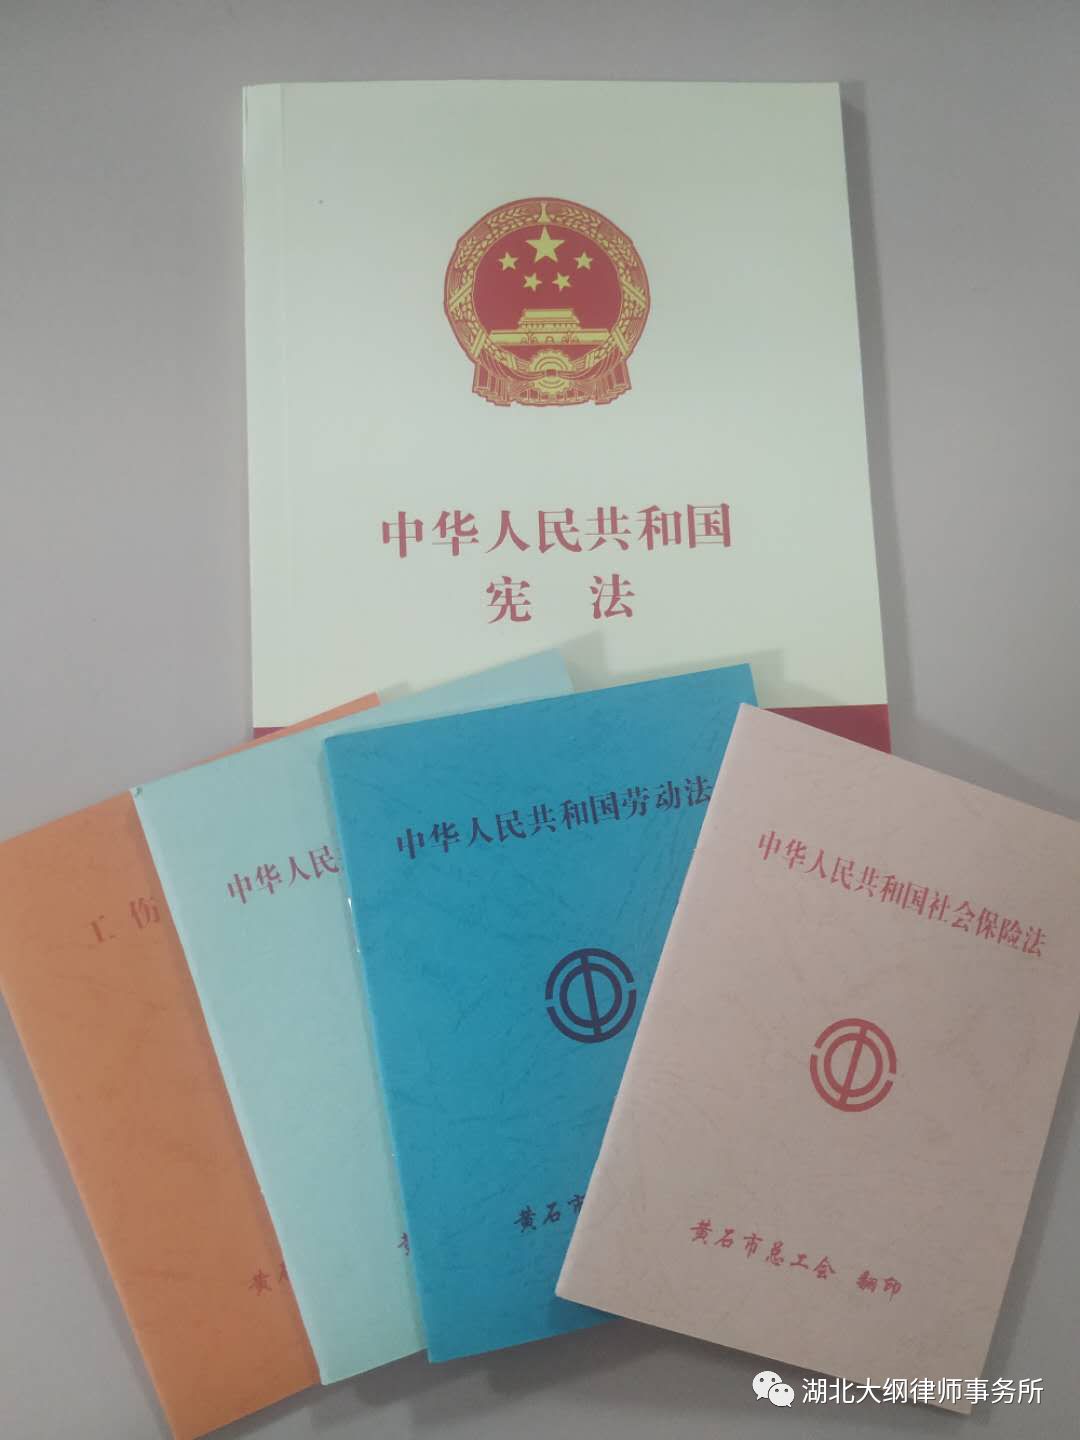 中华人民共和国
宪 法
工伤
中华人民
中华人民共和国劳动法
中华人民共和国社会保险法
黄石
黄石市
黄石市总工会 翻印
湖北大纲律师事务所